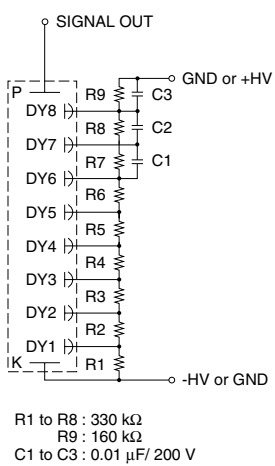 SIGNAL OUT
GND or +HV
P
R9
C3
DY8
R8
C2
DY7
R7
C1
DY6
R6
DY5
R5
DY4
R4
DY3
R3
DY2
R2
DY1
R1
K
-HV or GND
R1 to R8 : 330 kΩ
R9 : 160 kΩ
C1 to C3 : 0.01 µF/ 200 V